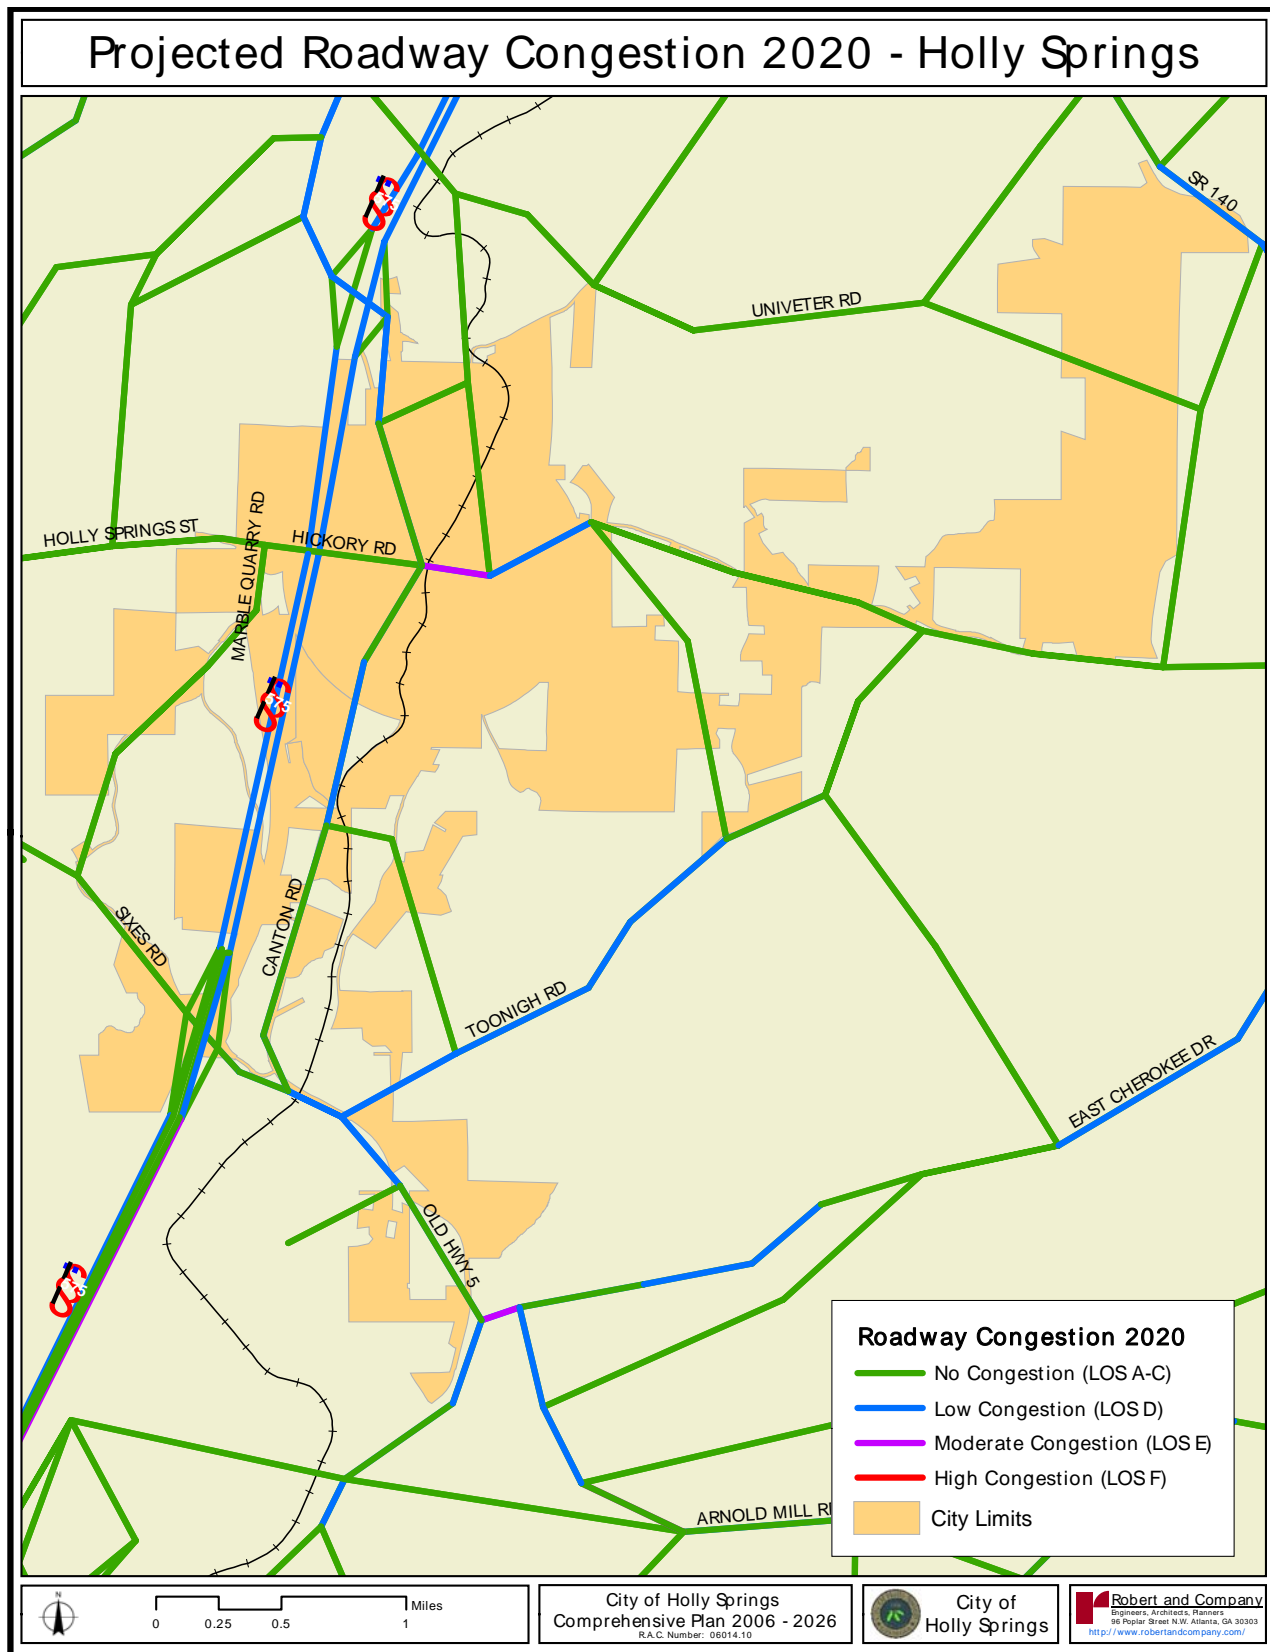 Projected Roadway Congestion 2020 - Holly Springs
SR 140
UNIVETER RD
HOLLY SPRINGS ST
MARBLE QUARRY RD
HICKORY RD
SIXES RD
CANTON RD
TOONIGH RD
EAST CHEROKEE DR
OLD HWY 5
ARNOLD MILL
Roadway Congestion 2020
No Congestion (LOS A-C)
Low Congestion (LOS D)
Moderate Congestion (LOS E)
High Congestion (LOS F)
City Limits
N
Miles
0 0.25 0.5 1
City of Holly Springs
Comprehensive Plan 2006 - 2026
R.A.C. Number: 06014.10
City of
Holly Springs
Robert and Company
Engineers, Architects, Planners
96 Poplar Street N.W. Atlanta, GA 30303
http://www.robertandcompany.com/